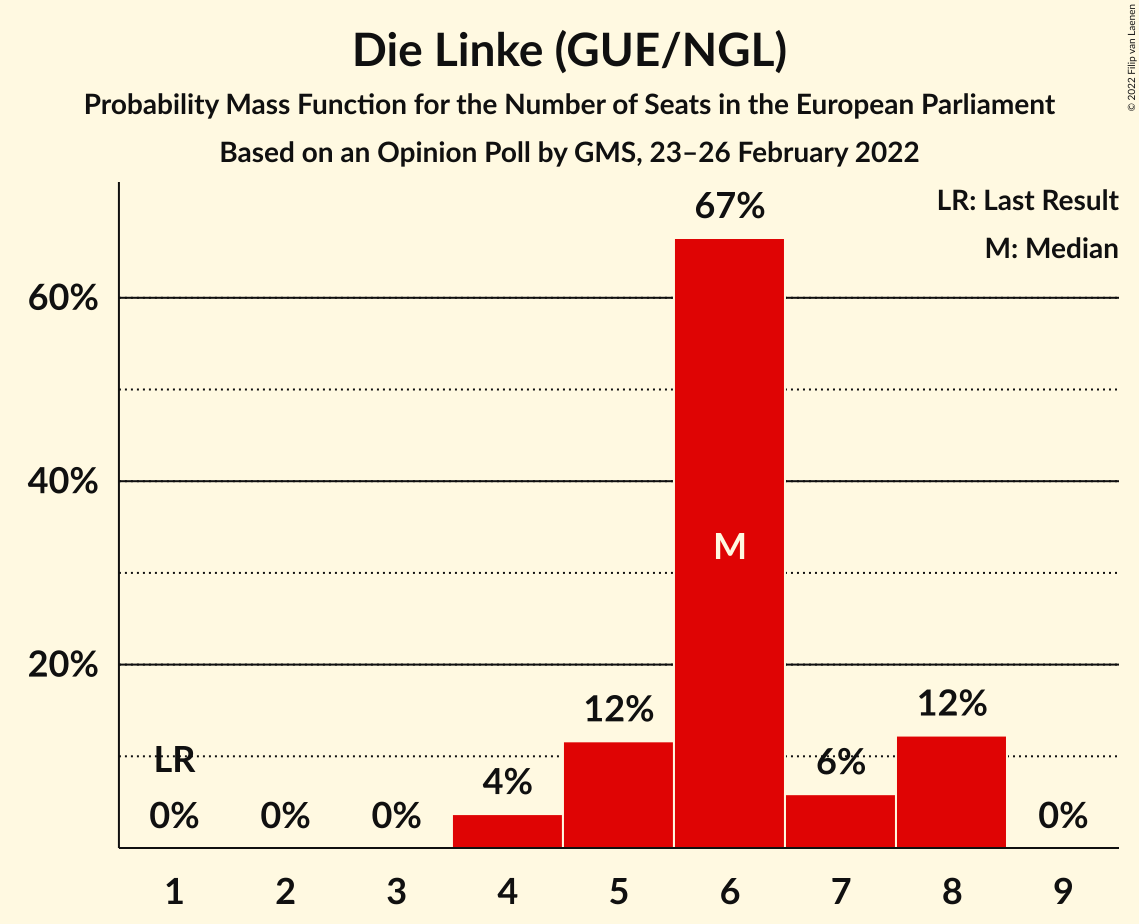 Die Linke (GUE/NGL)
Probability Mass Function for the Number of Seats in the European Parliament
Based on an Opinion Poll by GMS, 23–26 February 2022
© 2022 Filip van Laenen
LR: Last Result
M: Median
67%
60%
40%
M
20%
12%
12%
LR
6%
4%
0%
0%
0%
0%
1 2 3 4 5 6 7 8 9